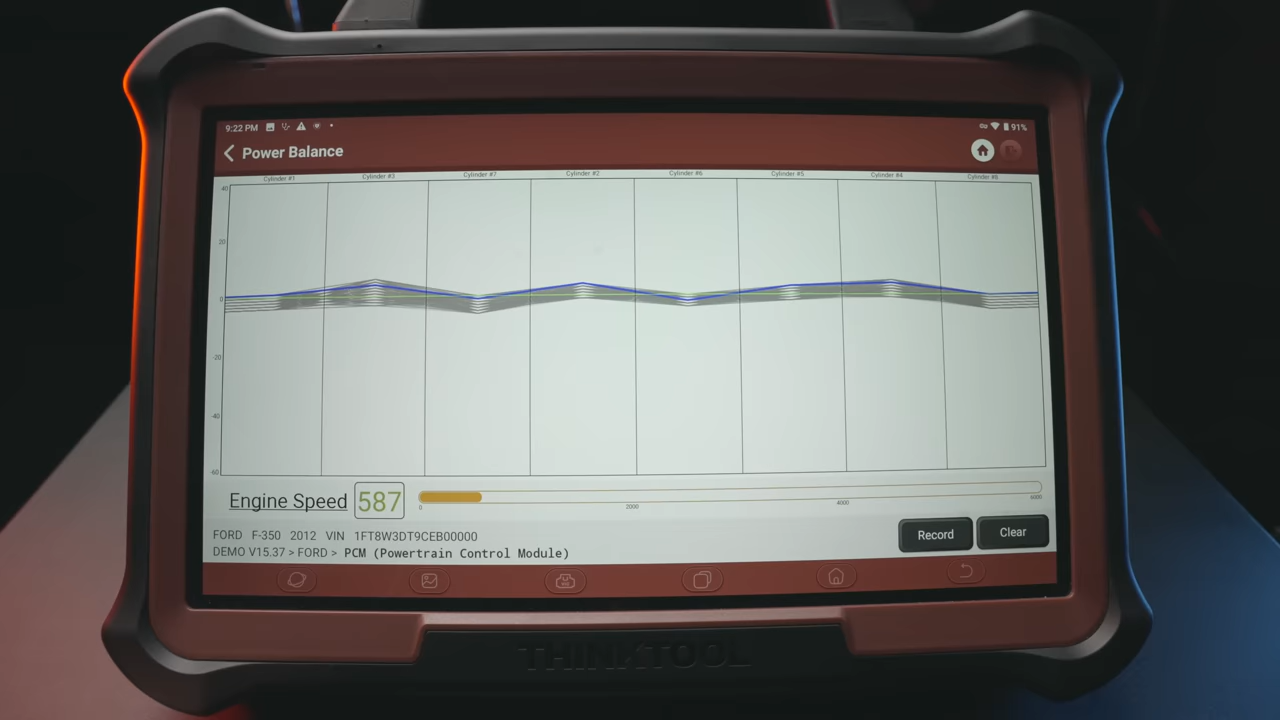 9:22 PM
91%
Power Balance
Cylinder #1 Cylinder #3 Cylinder #7 Cylinder #2 Cylinder #6 Cylinder #5 Cylinder #4 Cylinder #8
40
20
0
-20
-40
-60
Engine Speed 587
0 2000 4000 6000
FORD F-350 2012 VIN 1FT8W3DT9CEB00000
DEMO V15.37 > FORD > PCM (Powertrain Control Module)
Record
Clear
THINKTOOL